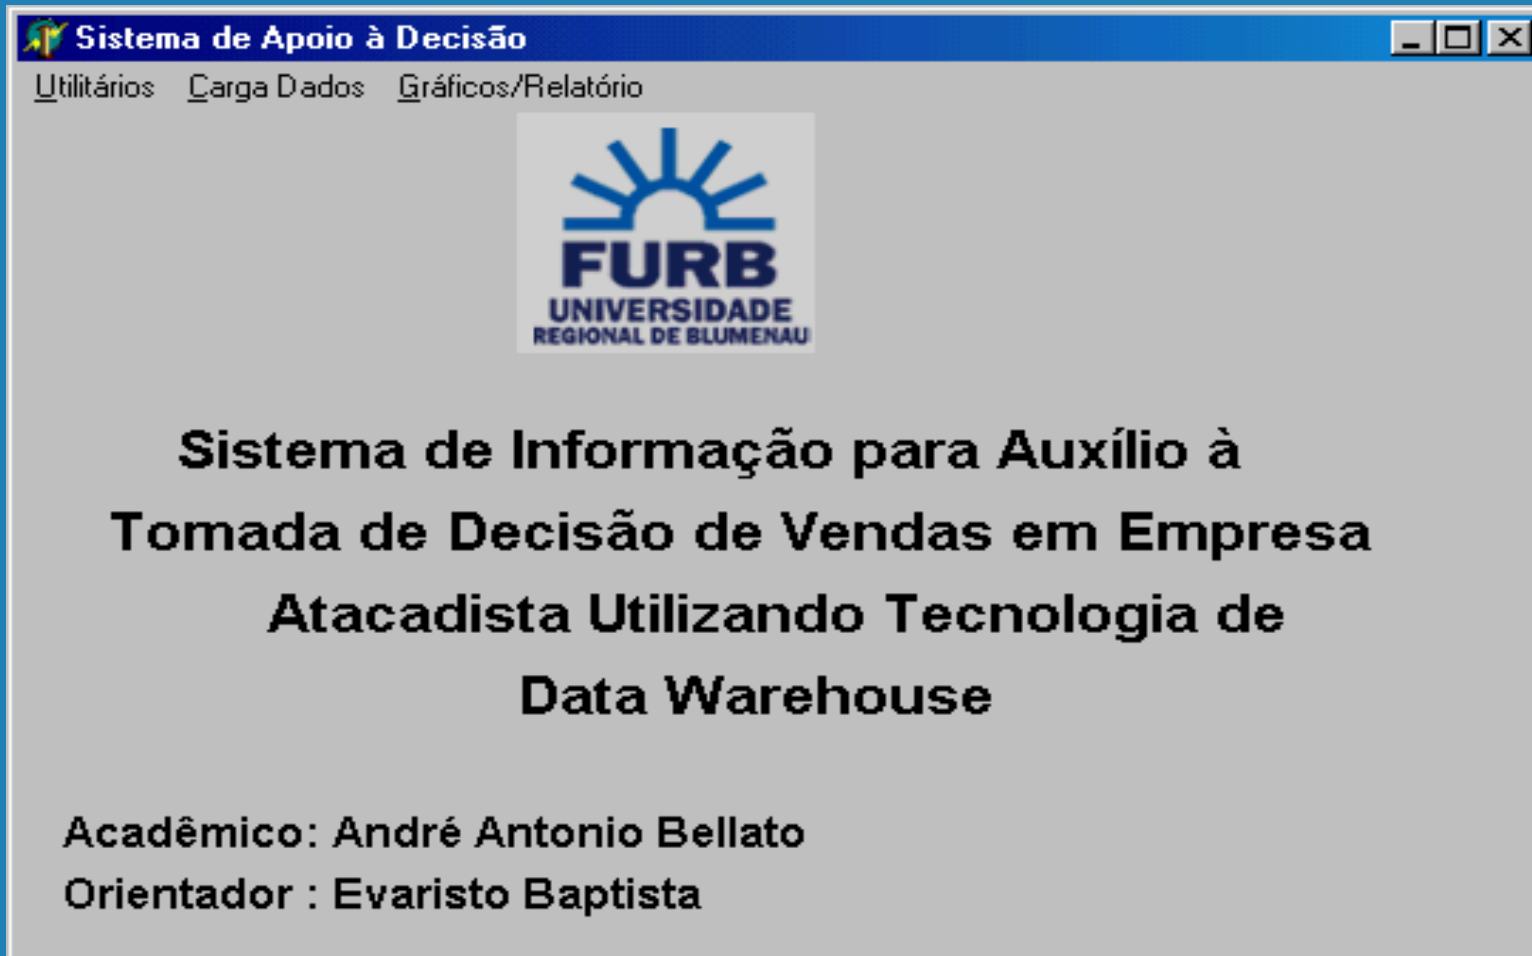 Sistema de Apoio à Decisão
Utilitários Carga Dados Gráficos/Relatório
FURB
UNIVERSIDADE
REGIONAL DE BLUMENAU
Sistema de Informação para Auxílio à
Tomada de Decisão de Vendas em Empresa
Atacadista Utilizando Tecnologia de
Data Warehouse
Acadêmico: André Antonio Bellato
Orientador : Evaristo Baptista